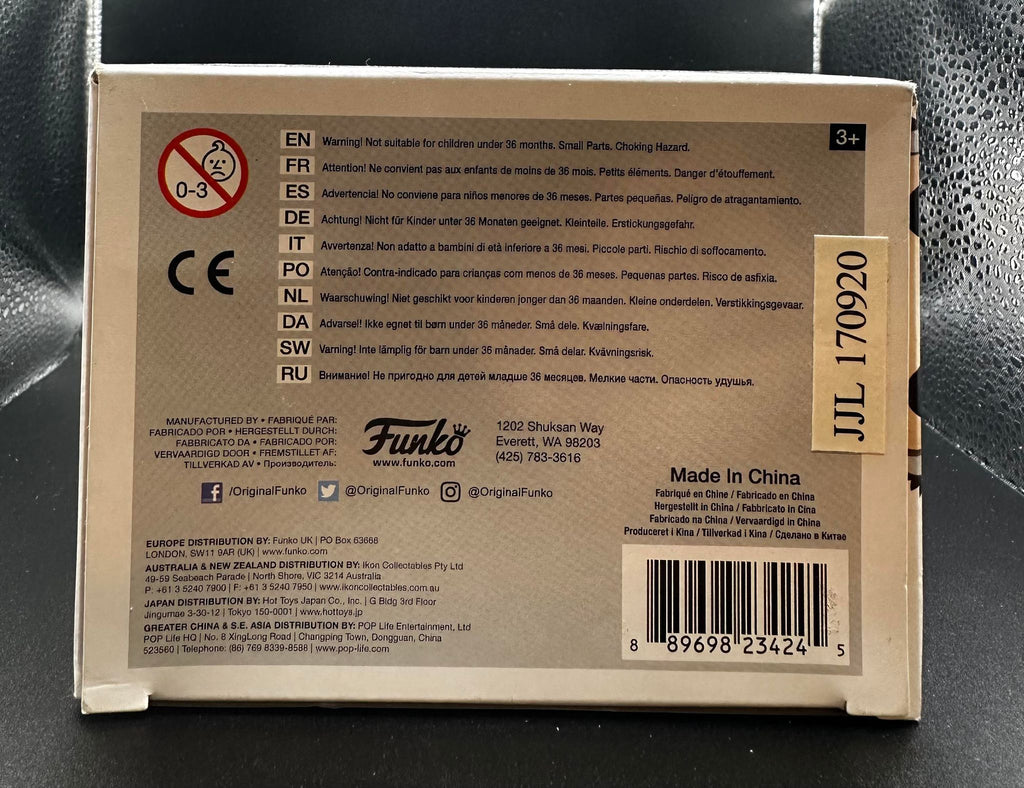 3+
0-3
EN Warning! Not suitable for children under 36 months. Small Parts. Choking Hazard.
FR Attention! Ne convient pas aux enfants de moins de 36 mois. Petits éléments. Danger d'étouffement.
ES Advertencia! No conviene para niños menores de 36 meses. Partes pequeñas. Peligro de atragantamiento.
DE Achtung! Nicht für Kinder unter 36 Monaten geeignet. Kleinteile. Erstickungsgefahr.
IT Avvertenza! Non adatto a bambini di età inferiore a 36 mesi. Piccole parti. Rischio di soffocamento.
PO Atenção! Contra-indicado para crianças com menos de 36 meses. Pequenas partes. Risco de asfixia.
NL Waarschuwing! Niet geschikt voor kinderen jonger dan 36 maanden. Kleine onderdelen. Verstikkingsgevaar.
DA Advarsel! Ikke egnet til børn under 36 måneder. Små dele. Kvælningsfare.
SW Varning! Inte lämplig för barn under 36 månader. Små delar. Kvävningsrisk.
RU Внимание! Не пригодно для детей младше 36 месяцев. Мелкие части. Опасность удушья.
CE
JJL 170920
MANUFACTURED BY • FABRIQUÉ PAR:
FABRICADO POR • HERGESTELLT DURCH:
FABBRICATO DA • FABRICADO POR:
VERVAARDIGD DOOR • FREMSTILLET AF:
TILLVERKAD AV • Производитель:
Funko
www.funko.com
1202 Shuksan Way
Everett, WA 98203
(425) 783-3616
/OriginalFunko @OriginalFunko @OriginalFunko
Made In China
Fabriqué en Chine / Fabricado en China
Hergestellt in China / Fabbricato in Cina
Fabricado na China / Vervaardigd in China
Produceret i Kina / Tillverkad i Kina / Сделано в Китае
EUROPE DISTRIBUTION BY: Funko UK | PO Box 63668
LONDON, SW11 9AR (UK) | www.funko.com
AUSTRALIA & NEW ZEALAND DISTRIBUTION BY: Ikon Collectables Pty Ltd
49-59 Seabeach Parade | North Shore, VIC 3214 Australia
P: +61 3 5240 7900 | F: +61 3 5240 7950 | www.ikoncollectables.com.au
JAPAN DISTRIBUTION BY: Hot Toys Japan Co., Inc. | G Bldg 3rd Floor
Jingumae 3-30-12 | Tokyo 150-0001 | www.hottoys.jp
GREATER CHINA & S.E. ASIA DISTRIBUTION BY: POP Life Entertainment, Ltd
POP Life HQ | No. 8 XingLong Road | Changping Town, Dongguan, China
523560 | Telephone: (86) 769 8339-8588 | www.pop-life.com
8 89698 23424 5